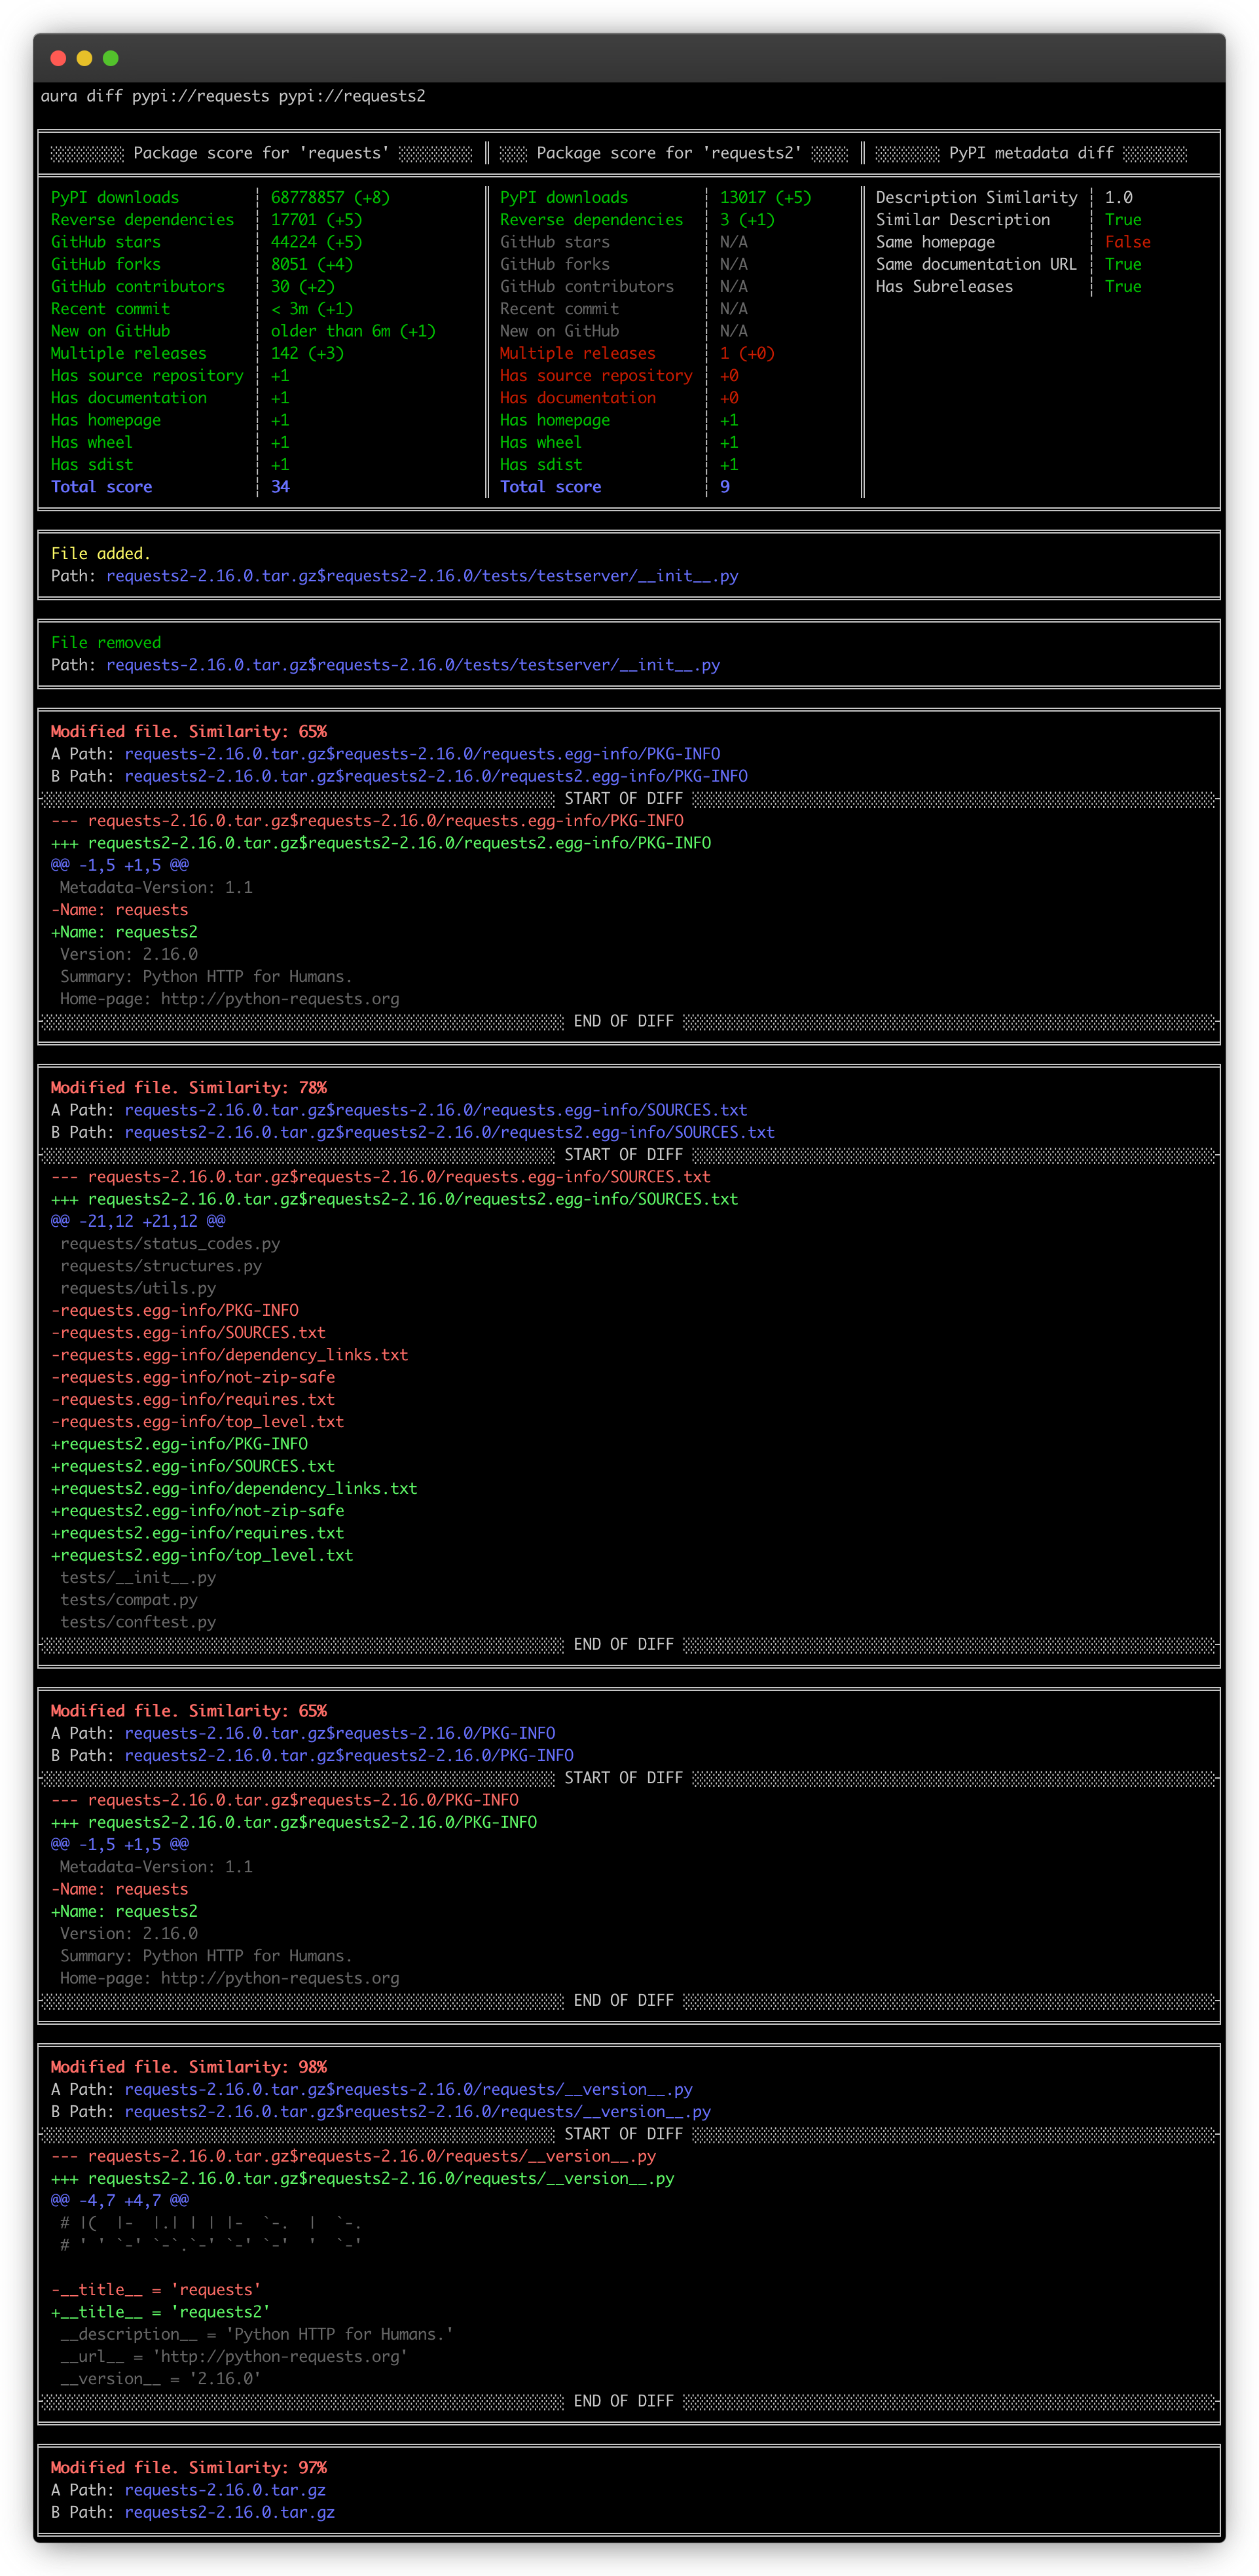 aura diff pypi://requests pypi://requests2
Package score for 'requests' Package score for 'requests2' PyPI metadata diff
PyPI downloads 68778857 (+8) PyPI downloads 13017 (+5) Description Similarity 1.0
Reverse dependencies 17701 (+5) Reverse dependencies 3 (+1) Similar Description True
GitHub stars 44224 (+5) GitHub stars N/A Same homepage False
GitHub forks 8051 (+4) GitHub forks N/A Same documentation URL True
GitHub contributors 30 (+2) GitHub contributors N/A Has Subreleases True
Recent commit < 3m (+1) Recent commit N/A
New on GitHub older than 6m (+1) New on GitHub N/A
Multiple releases 142 (+3) Multiple releases 1 (+0)
Has source repository +1 Has source repository +0
Has documentation +1 Has documentation +0
Has homepage +1 Has homepage +1
Has wheel +1 Has wheel +1
Has sdist +1 Has sdist +1
Total score 34 Total score 9
File added.
Path: requests2-2.16.0.tar.gz$requests2-2.16.0/tests/testserver/__init__.py
File removed
Path: requests-2.16.0.tar.gz$requests-2.16.0/tests/testserver/__init__.py
Modified file. Similarity: 65%
A Path: requests-2.16.0.tar.gz$requests-2.16.0/requests.egg-info/PKG-INFO
B Path: requests2-2.16.0.tar.gz$requests2-2.16.0/requests2.egg-info/PKG-INFO
START OF DIFF
--- requests-2.16.0.tar.gz$requests-2.16.0/requests.egg-info/PKG-INFO
+++ requests2-2.16.0.tar.gz$requests2-2.16.0/requests2.egg-info/PKG-INFO
@@ -1,5 +1,5 @@
Metadata-Version: 1.1
-Name: requests
+Name: requests2
Version: 2.16.0
Summary: Python HTTP for Humans.
Home-page: http://python-requests.org
END OF DIFF
Modified file. Similarity: 78%
A Path: requests-2.16.0.tar.gz$requests-2.16.0/requests.egg-info/SOURCES.txt
B Path: requests2-2.16.0.tar.gz$requests2-2.16.0/requests2.egg-info/SOURCES.txt
START OF DIFF
--- requests-2.16.0.tar.gz$requests-2.16.0/requests.egg-info/SOURCES.txt
+++ requests2-2.16.0.tar.gz$requests2-2.16.0/requests2.egg-info/SOURCES.txt
@@ -21,12 +21,12 @@
requests/status_codes.py
requests/structures.py
requests/utils.py
-requests.egg-info/PKG-INFO
-requests.egg-info/SOURCES.txt
-requests.egg-info/dependency_links.txt
-requests.egg-info/not-zip-safe
-requests.egg-info/requires.txt
-requests.egg-info/top_level.txt
+requests2.egg-info/PKG-INFO
+requests2.egg-info/SOURCES.txt
+requests2.egg-info/dependency_links.txt
+requests2.egg-info/not-zip-safe
+requests2.egg-info/requires.txt
+requests2.egg-info/top_level.txt
tests/__init__.py
tests/compat.py
tests/conftest.py
END OF DIFF
Modified file. Similarity: 65%
A Path: requests-2.16.0.tar.gz$requests-2.16.0/PKG-INFO
B Path: requests2-2.16.0.tar.gz$requests2-2.16.0/PKG-INFO
START OF DIFF
--- requests-2.16.0.tar.gz$requests-2.16.0/PKG-INFO
+++ requests2-2.16.0.tar.gz$requests2-2.16.0/PKG-INFO
@@ -1,5 +1,5 @@
Metadata-Version: 1.1
-Name: requests
+Name: requests2
Version: 2.16.0
Summary: Python HTTP for Humans.
Home-page: http://python-requests.org
END OF DIFF
Modified file. Similarity: 98%
A Path: requests-2.16.0.tar.gz$requests-2.16.0/requests/__version__.py
B Path: requests2-2.16.0.tar.gz$requests2-2.16.0/requests/__version__.py
START OF DIFF
--- requests-2.16.0.tar.gz$requests-2.16.0/requests/__version__.py
+++ requests2-2.16.0.tar.gz$requests2-2.16.0/requests/__version__.py
@@ -4,7 +4,7 @@
# |(  |-  |.| | | |-  `-.  |  `-.
# ' ' `-' `-`.`-' `-' `-'  '  `-'
-__title__ = 'requests'
+__title__ = 'requests2'
__description__ = 'Python HTTP for Humans.'
__url__ = 'http://python-requests.org'
__version__ = '2.16.0'
END OF DIFF
Modified file. Similarity: 97%
A Path: requests-2.16.0.tar.gz
B Path: requests2-2.16.0.tar.gz